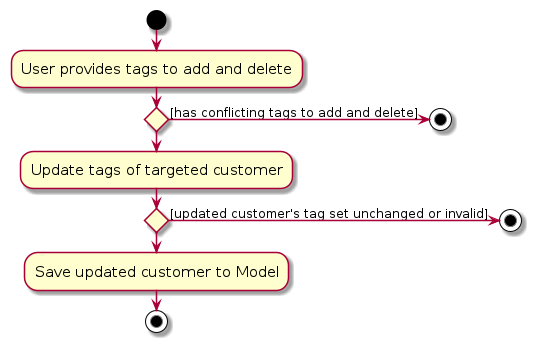 User provides tags to add and delete
[has conflicting tags to add and delete]
Update tags of targeted customer
[updated customer's tag set unchanged or invalid]
Save updated customer to Model